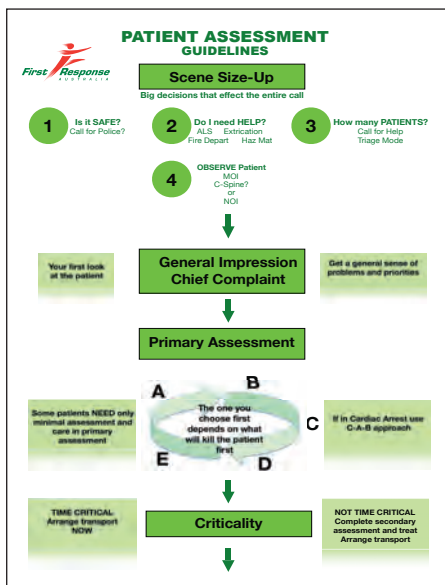 PATIENT ASSESSMENT
GUIDELINES
First Response
AUSTRALIA
Scene Size-Up
Big decisions that effect the entire call
1
Is it SAFE?
Call for Police?
2
Do I need HELP?
ALS Extrication
Fire Depart Haz Mat
3
How many PATIENTS?
Call for Help
Triage Mode
4
OBSERVE Patient
MOI
C-Spine?
or
NOI
Your first look
at the patient
General Impression
Chief Complaint
Get a general sense of
problems and priorities
Primary Assessment
Some patients NEED only
minimal assessment and
care in primary
assessment
A
B
C
D
E
The one you
choose first
depends on what
will kill the patient
first
If in Cardiac Arrest use
C-A-B approach
TIME CRITICAL
Arrange transport
NOW
Criticality
NOT TIME CRITICAL
Complete secondary
assessment and treat
Arrange transport